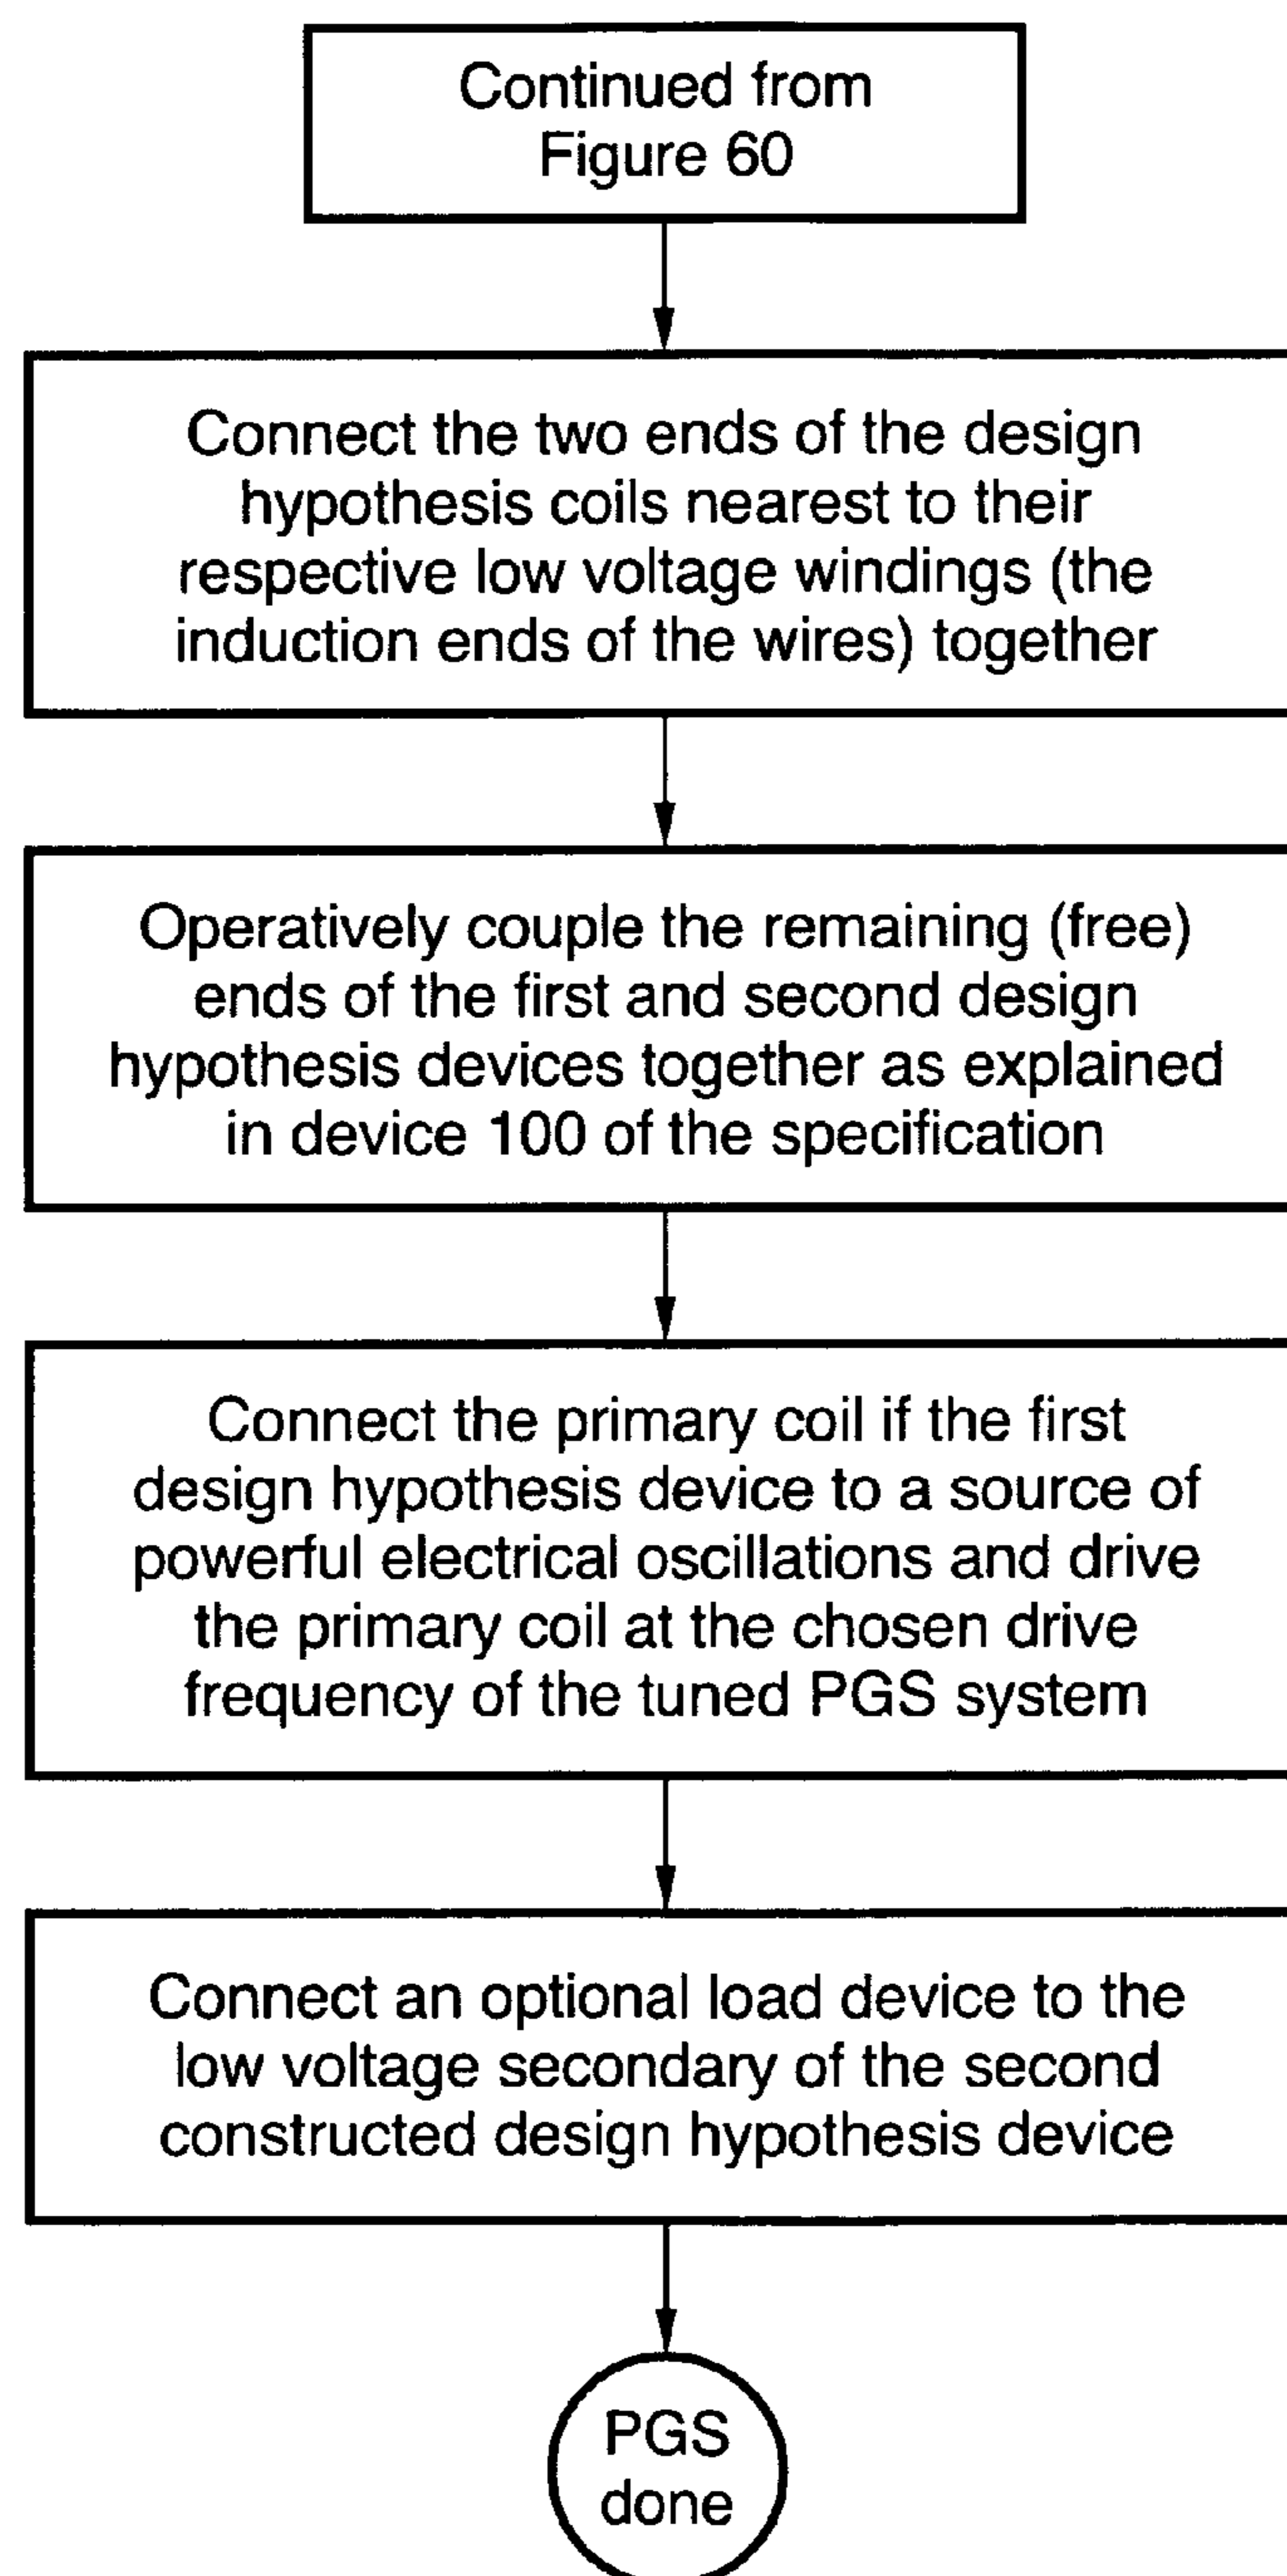 Continued from
Figure 60
Connect the two ends of the design
hypothesis coils nearest to their
respective low voltage windings (the
induction ends of the wires) together
Operatively couple the remaining (free)
ends of the first and second design
hypothesis devices together as explained
in device 100 of the specification
Connect the primary coil if the first
design hypothesis device to a source of
powerful electrical oscillations and drive
the primary coil at the chosen drive
frequency of the tuned PGS system
Connect an optional load device to the
low voltage secondary of the second
constructed design hypothesis device
PGS
done